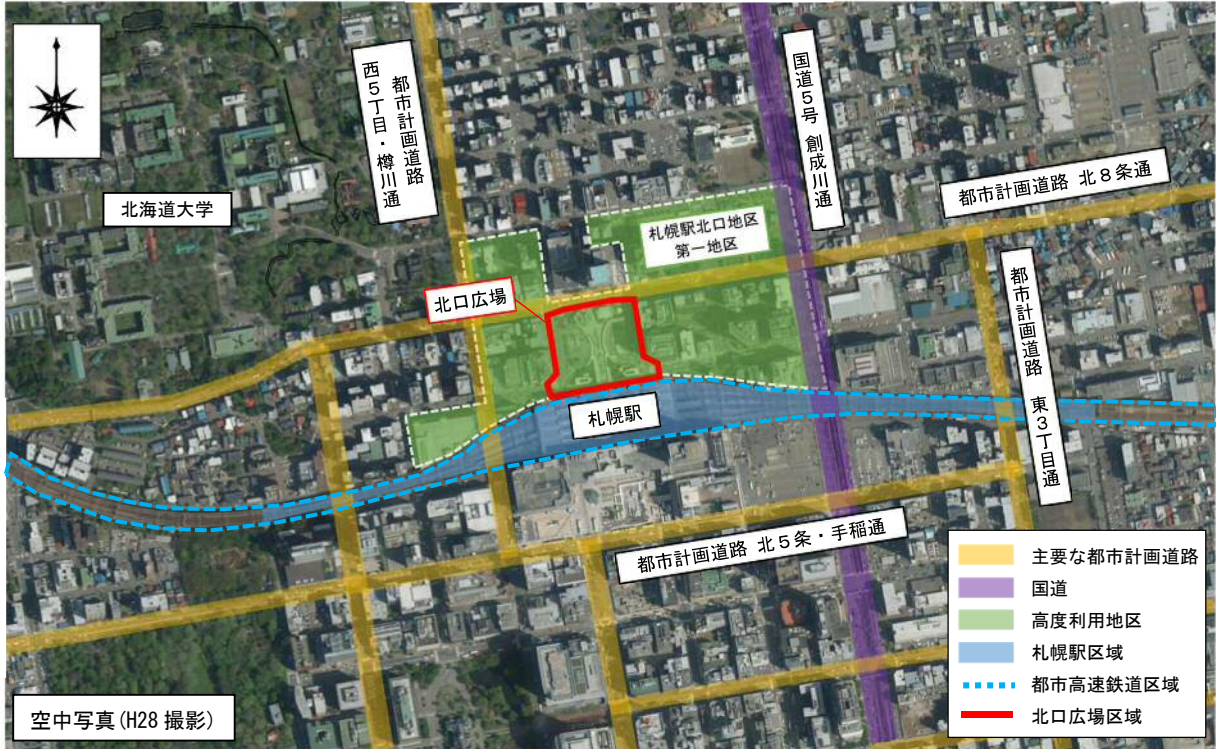 都市計画道路
西5丁目・樽川通
国道5号 創成川通
都市計画道路 北8条通
北海道大学
札幌駅北口地区
第一地区
北口広場
都市計画道路 東3丁目通
札幌駅
都市計画道路 北5条・手稲通
主要な都市計画道路
国道
高度利用地区
札幌駅区域
都市高速鉄道区域
北口広場区域
空中写真(H28 撮影)